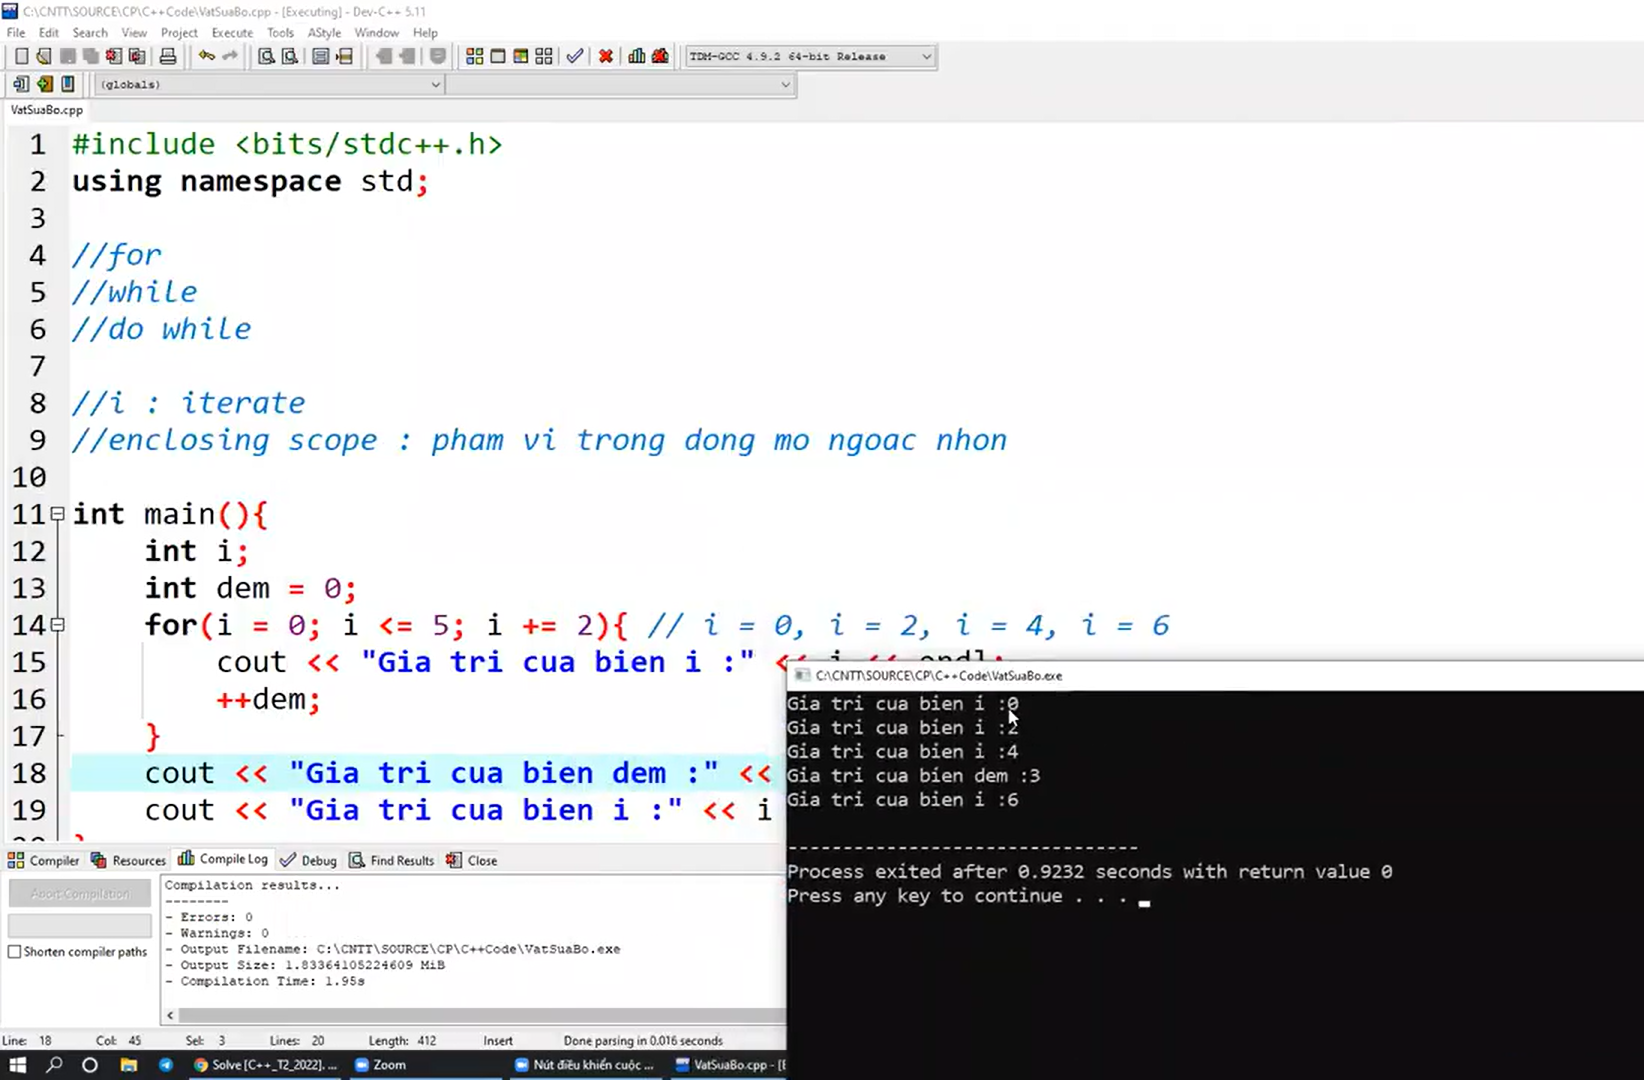 C:\CNTT\SOURCE\CP\C++Code\VatSuaBo.cpp - [Executing] - Dev-C++ 5.11
File Edit Search View Project Execute Tools AStyle Window Help
TDM-GCC 4.9.2 64-bit Release
(globals)
VatSuaBo.cpp
1 #include <bits/stdc++.h>
2 using namespace std;
3
4 //for
5 //while
6 //do while
7
8 //i : iterate
9 //enclosing scope : pham vi trong dong mo ngoac nhon
10
11 int main(){
12 int i;
13 int dem = 0;
14 for(i = 0; i <= 5; i += 2){ // i = 0, i = 2, i = 4, i = 6
15 cout << "Gia tri cua bien i :" << i << endl;
16 ++dem;
17 }
18 cout << "Gia tri cua bien dem :" <<
19 cout << "Gia tri cua bien i :" << i
C:\CNTT\SOURCE\CP\C++Code\VatSuaBo.exe
Gia tri cua bien i :0
Gia tri cua bien i :2
Gia tri cua bien i :4
Gia tri cua bien dem :3
Gia tri cua bien i :6
--------------------------------
Process exited after 0.9232 seconds with return value 0
Press any key to continue . . .
Compiler Resources Compile Log Debug Find Results Close
Abort Compilation
Shorten compiler paths
Compilation results...
--------
- Errors: 0
- Warnings: 0
- Output Filename: C:\CNTT\SOURCE\CP\C++Code\VatSuaBo.exe
- Output Size: 1.83364105224609 MiB
- Compilation Time: 1.95s
Line: 18 Col: 45 Sel: 3 Lines: 20 Length: 412 Insert Done parsing in 0.016 seconds
Solve [C++_T2_2022]. ... Zoom Nút điều khiển cuộc ... VatSuaBo.cpp - [E